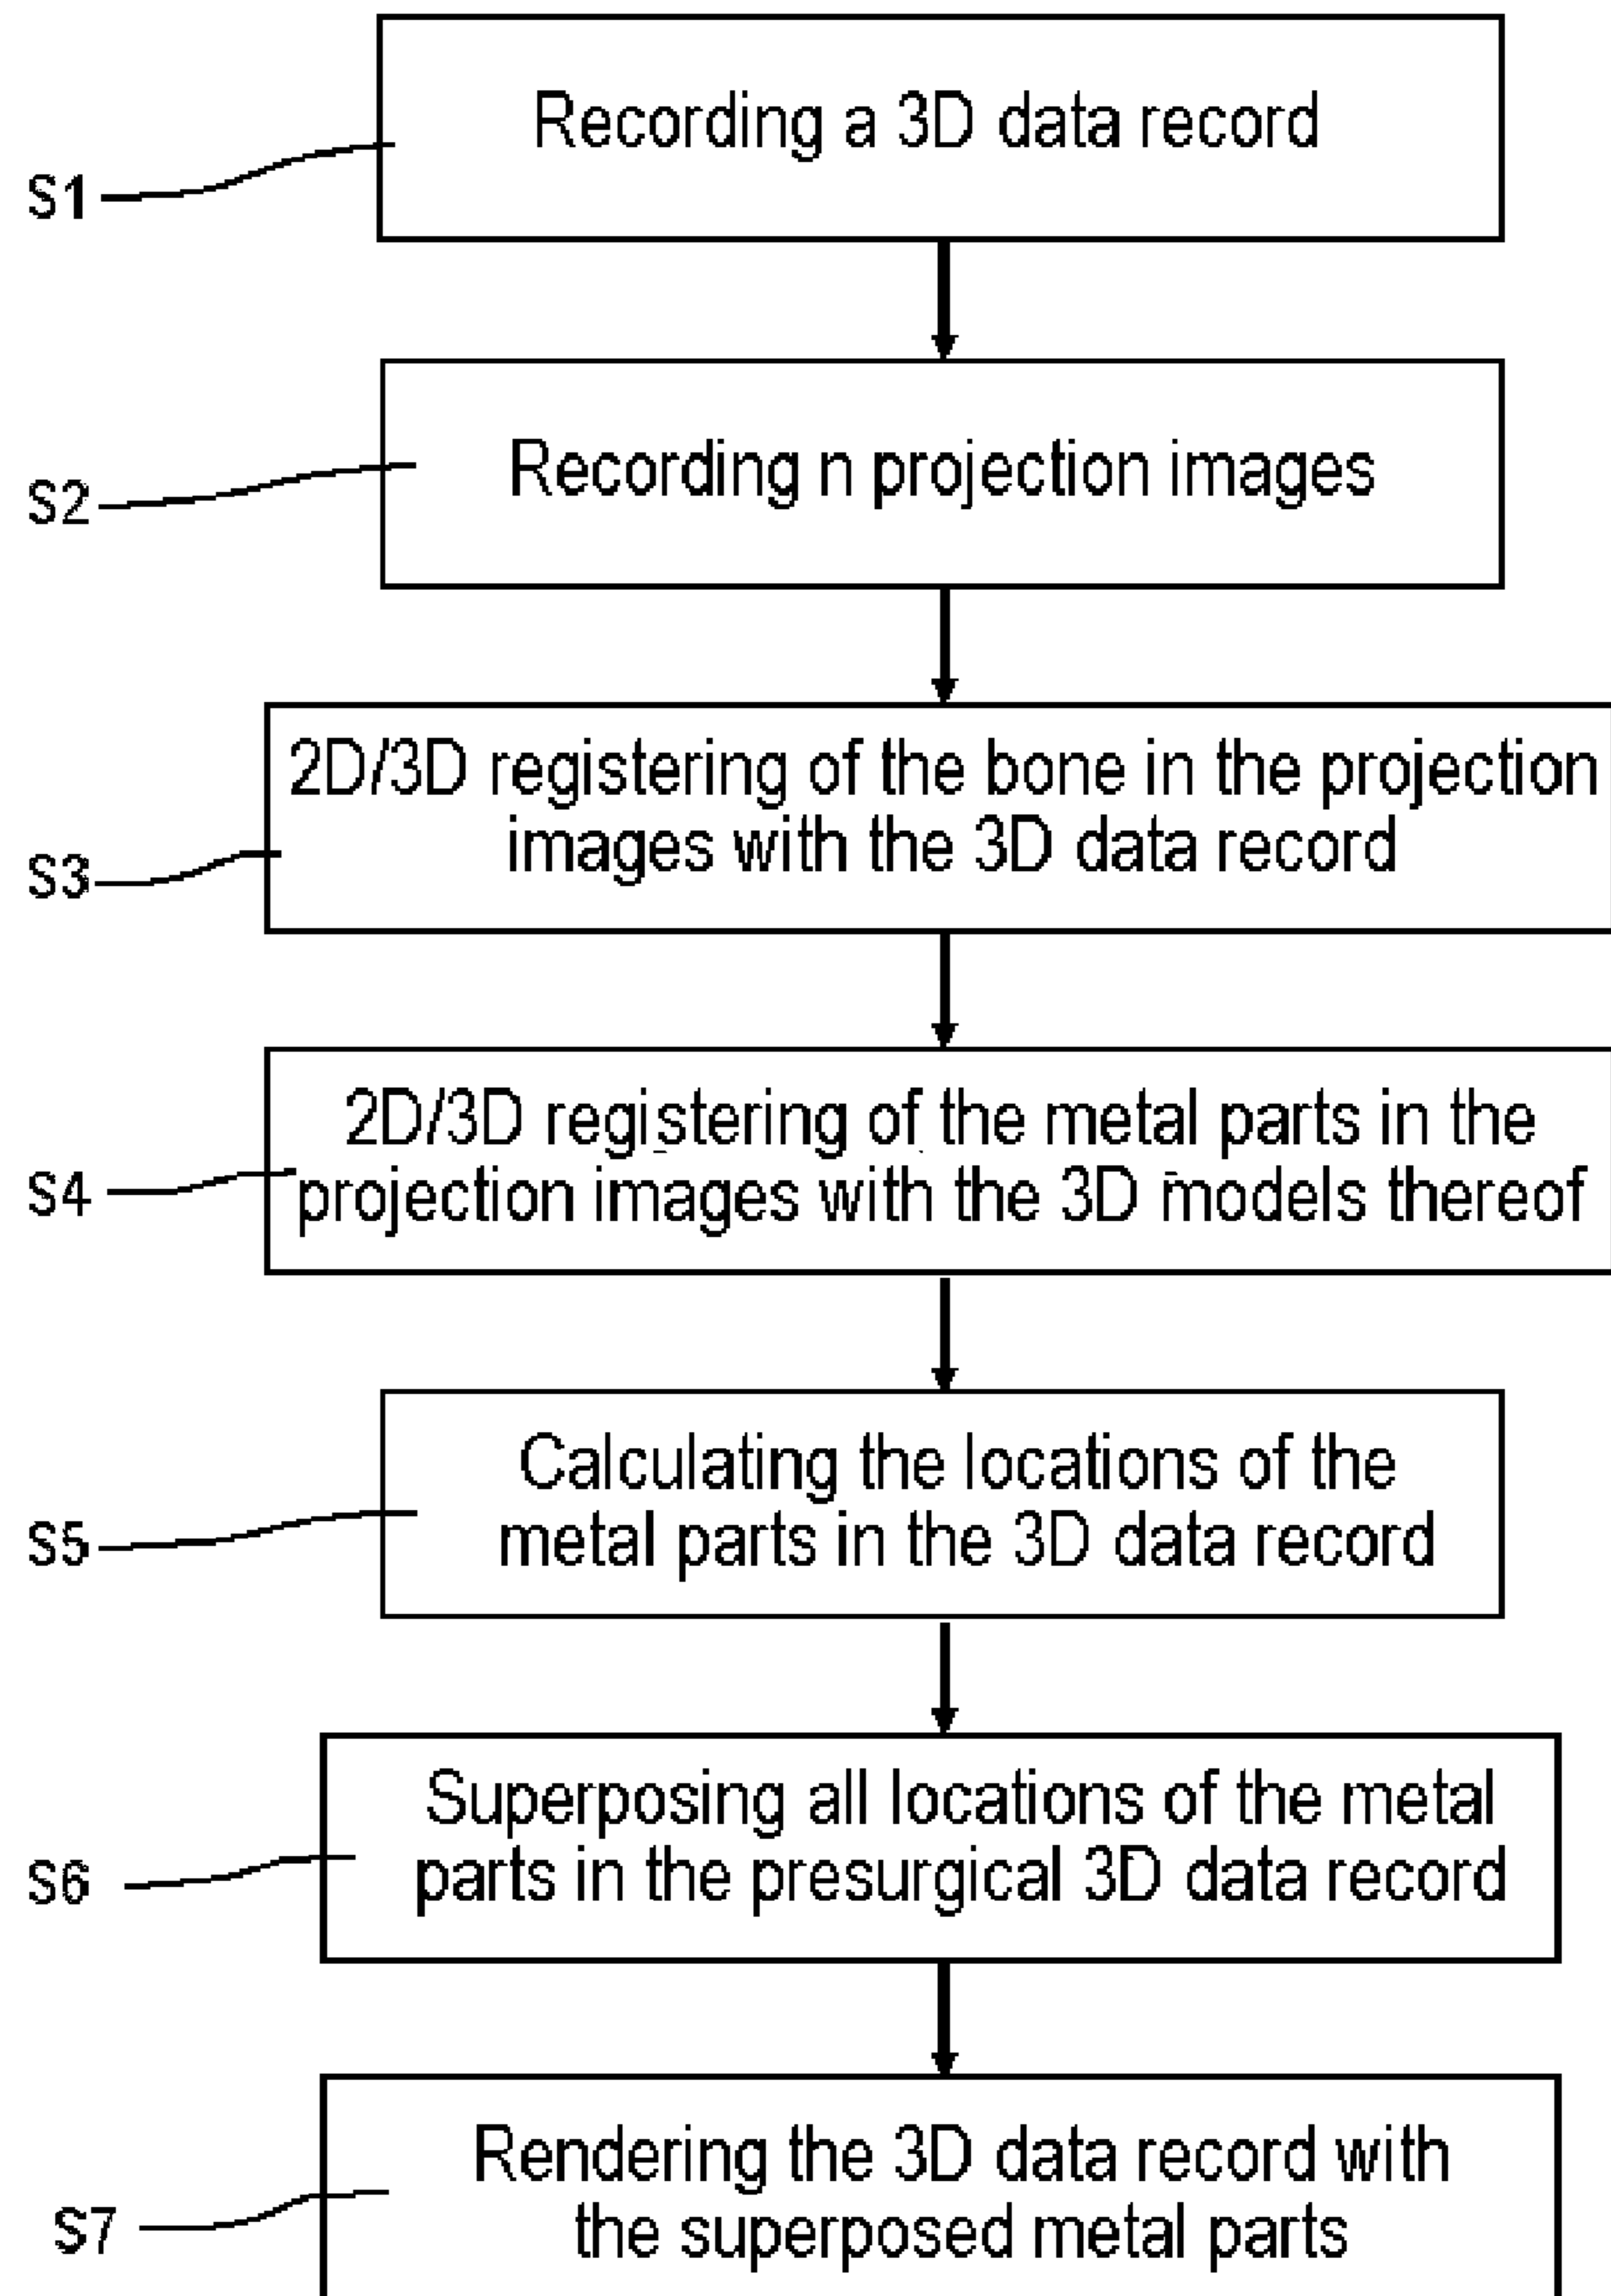 Recording a 3D data record
S1
Recording n projection images
S2
2D/3D registering of the bone in the projection
images with the 3D data record
S3
2D/3D registering of the metal parts in the
projection images with the 3D models thereof
S4
Calculating the locations of the
metal parts in the 3D data record
S5
Superposing all locations of the metal
parts in the presurgical 3D data record
S6
Rendering the 3D data record with
the superposed metal parts
S7